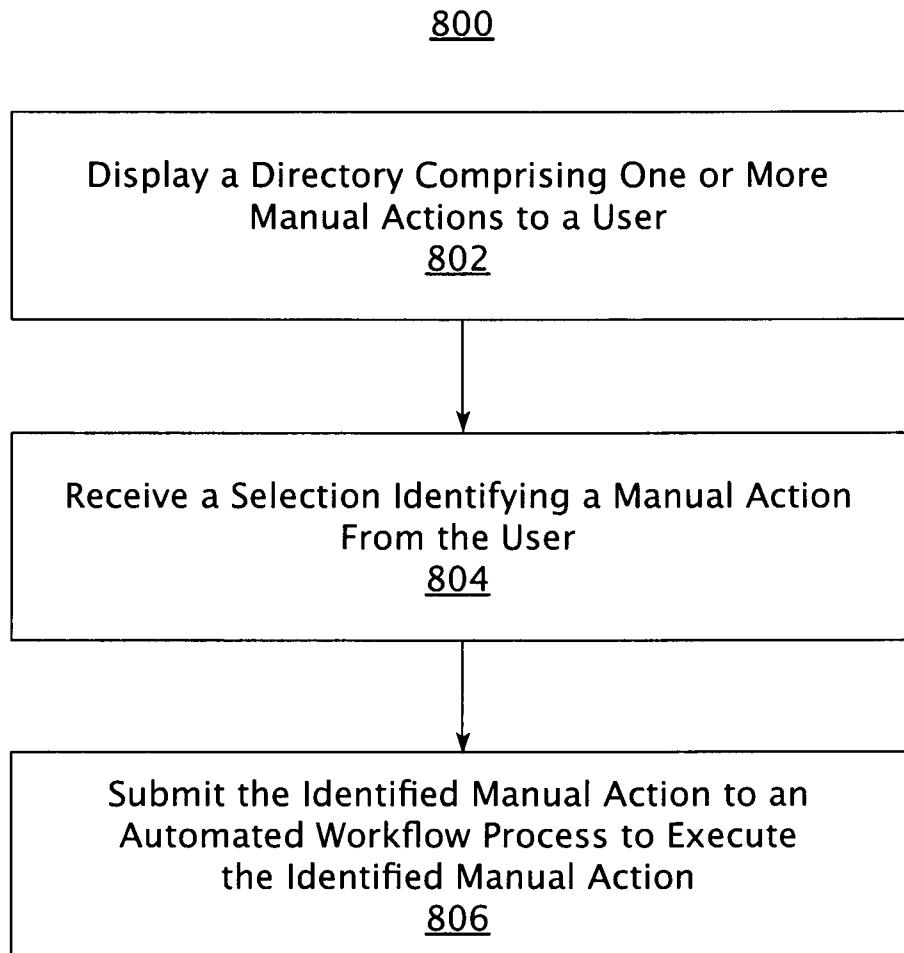 800
Display a Directory Comprising One or More
Manual Actions to a User
802
Receive a Selection Identifying a Manual Action
From the User
804
Submit the Identified Manual Action to an
Automated Workflow Process to Execute
the Identified Manual Action
806